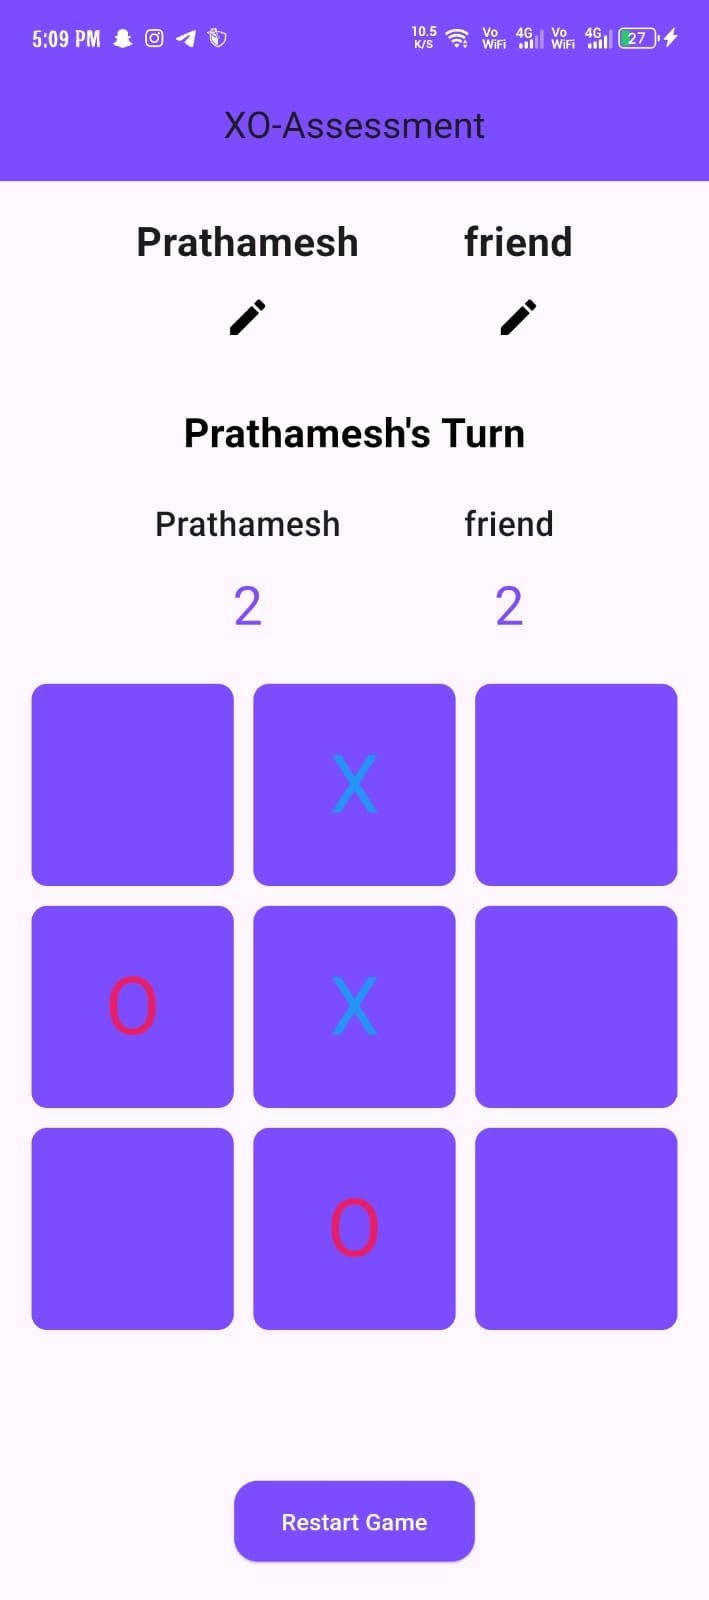 5:09 PM 10.5 K/S Vo WiFi 4G Vo WiFi 4G 27
XO-Assessment
Prathamesh friend
Prathamesh's Turn
Prathamesh friend
2 2
X
O X
O
Restart Game